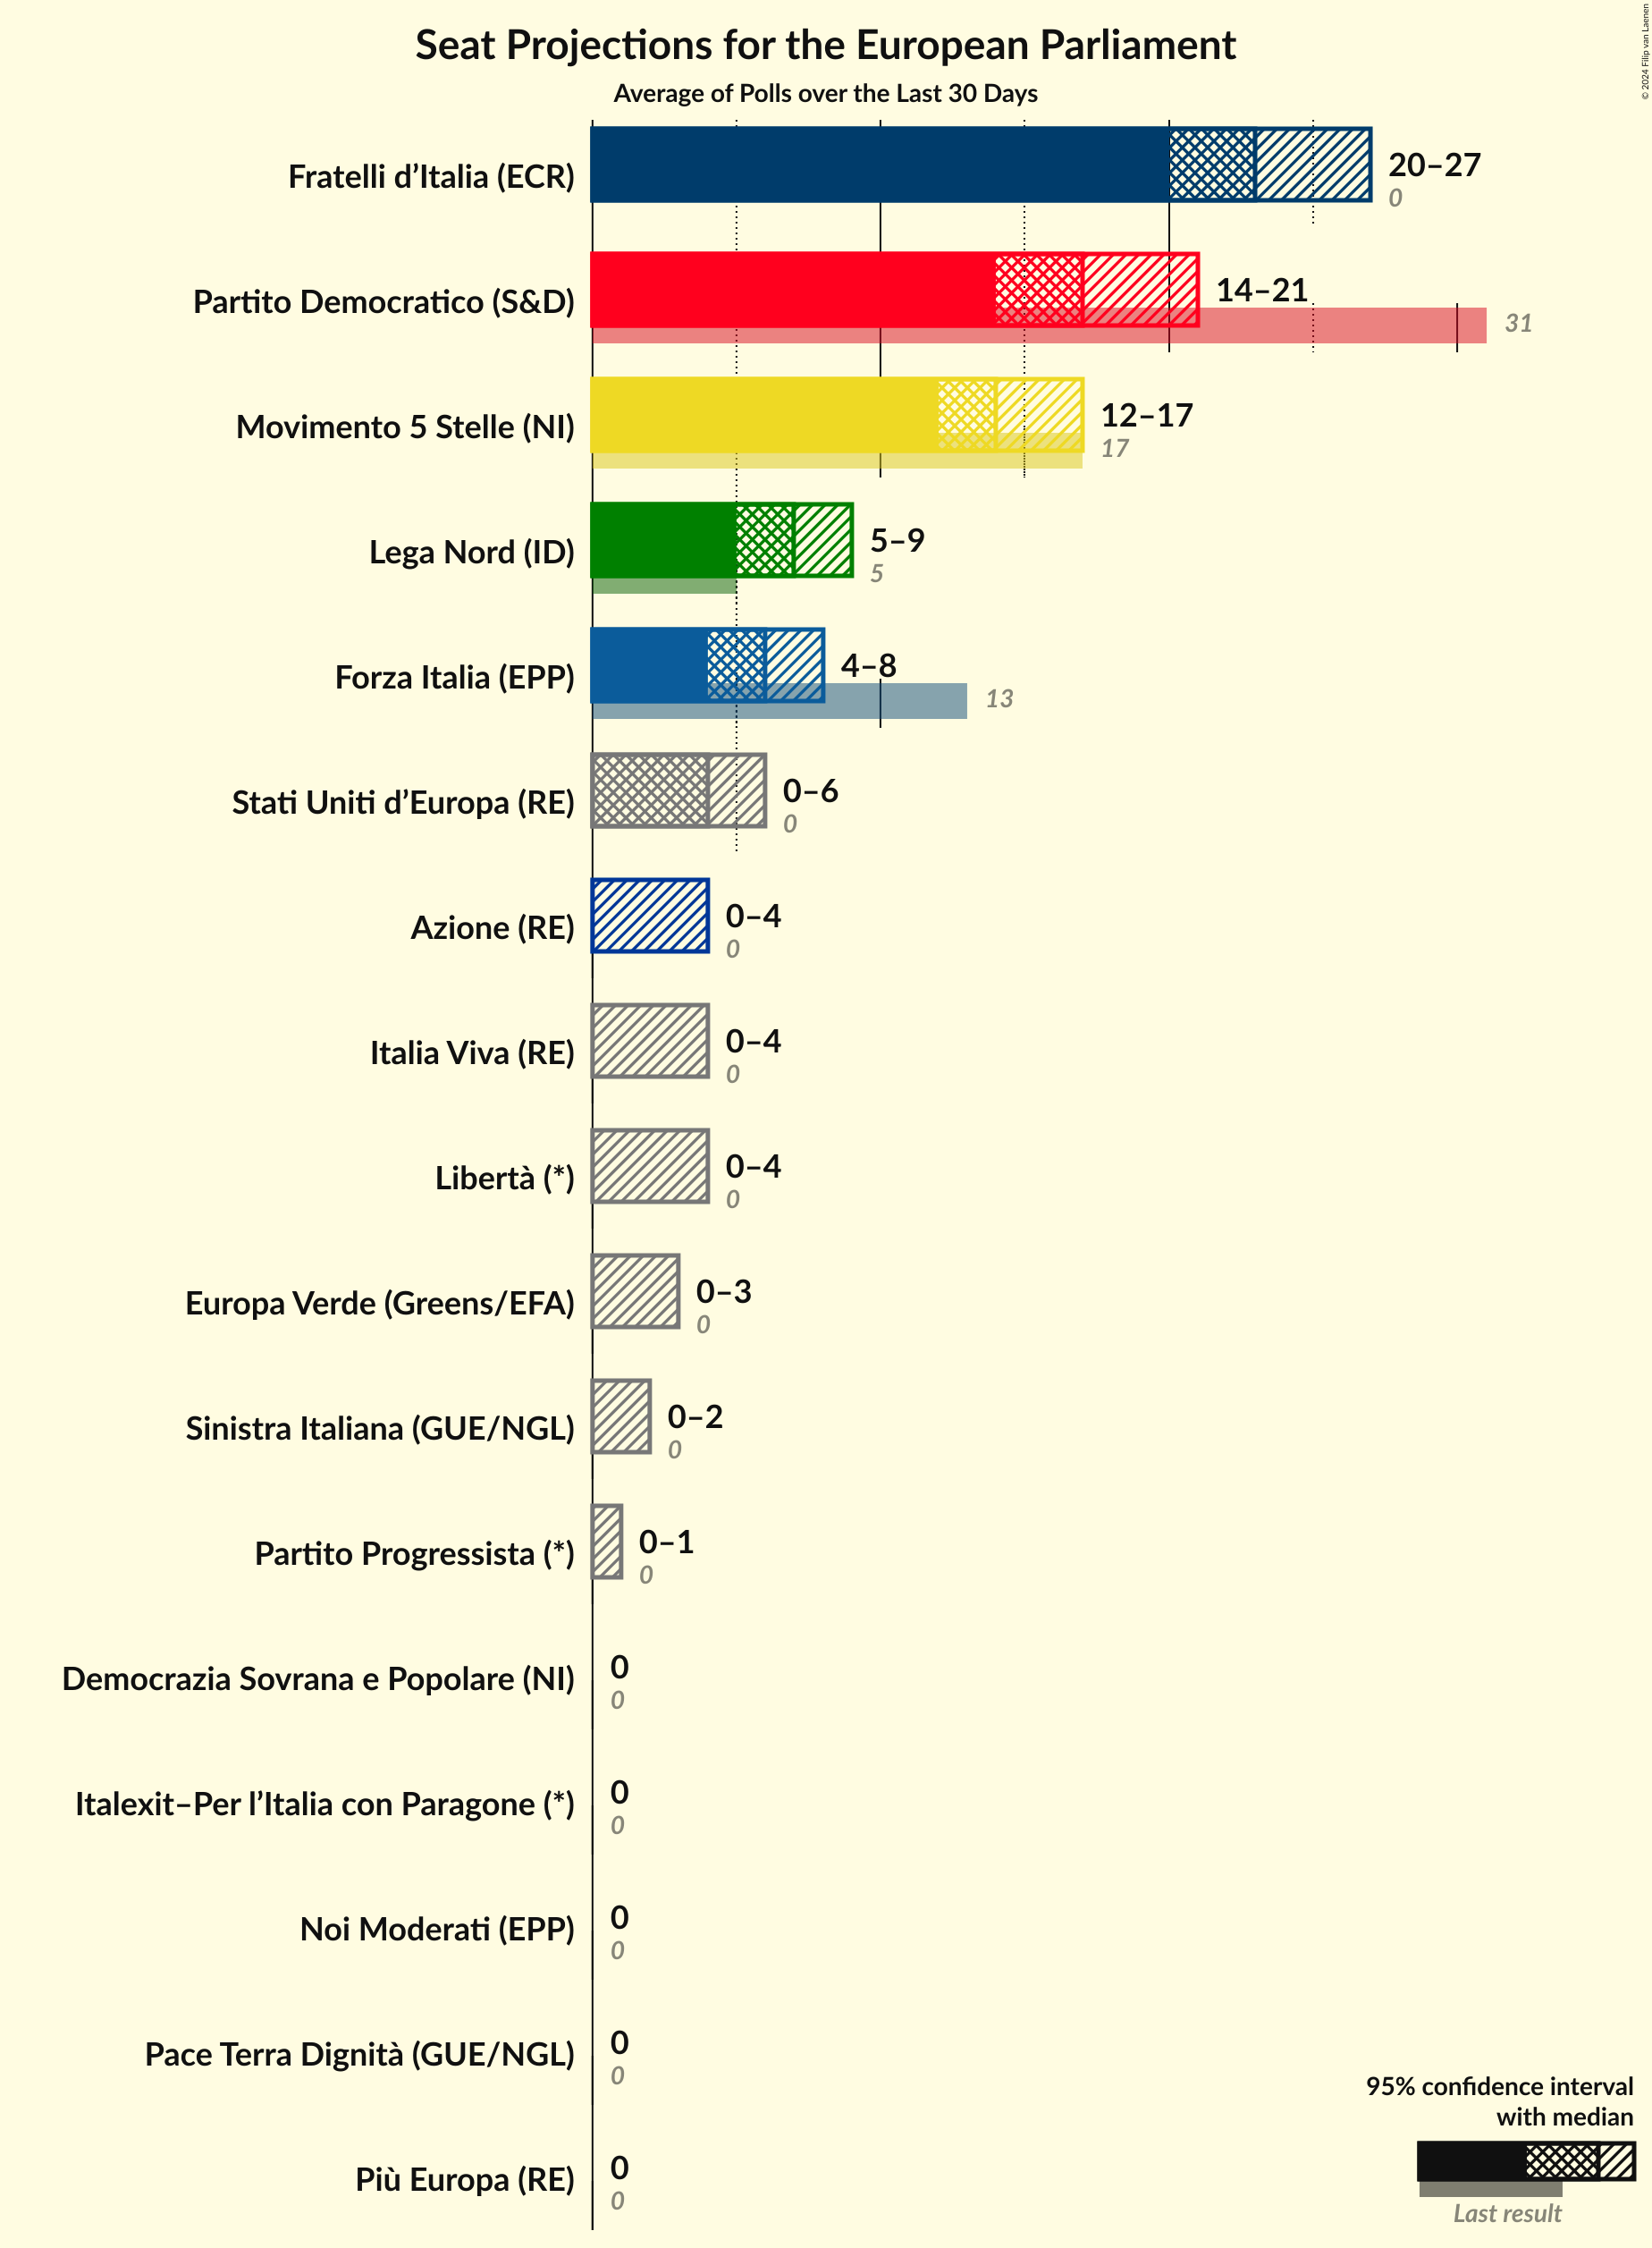 Seat Projections for the European Parliament
Average of Polls over the Last 30 Days
© 2024 Filip van Laenen
Fratelli d’Italia (ECR)
20–27
0
Partito Democratico (S&D)
14–21
31
Movimento 5 Stelle (NI)
12–17
17
Lega Nord (ID)
5–9
5
Forza Italia (EPP)
4–8
13
Stati Uniti d’Europa (RE)
0–6
0
Azione (RE)
0–4
0
Italia Viva (RE)
0–4
0
Libertà (*)
0–4
0
Europa Verde (Greens/EFA)
0–3
0
Sinistra Italiana (GUE/NGL)
0–2
0
Partito Progressista (*)
0–1
0
Democrazia Sovrana e Popolare (NI)
0
0
Italexit–Per l’Italia con Paragone (*)
0
0
Noi Moderati (EPP)
0
0
Pace Terra Dignità (GUE/NGL)
0
0
Più Europa (RE)
0
0
95% confidence interval
with median
Last result